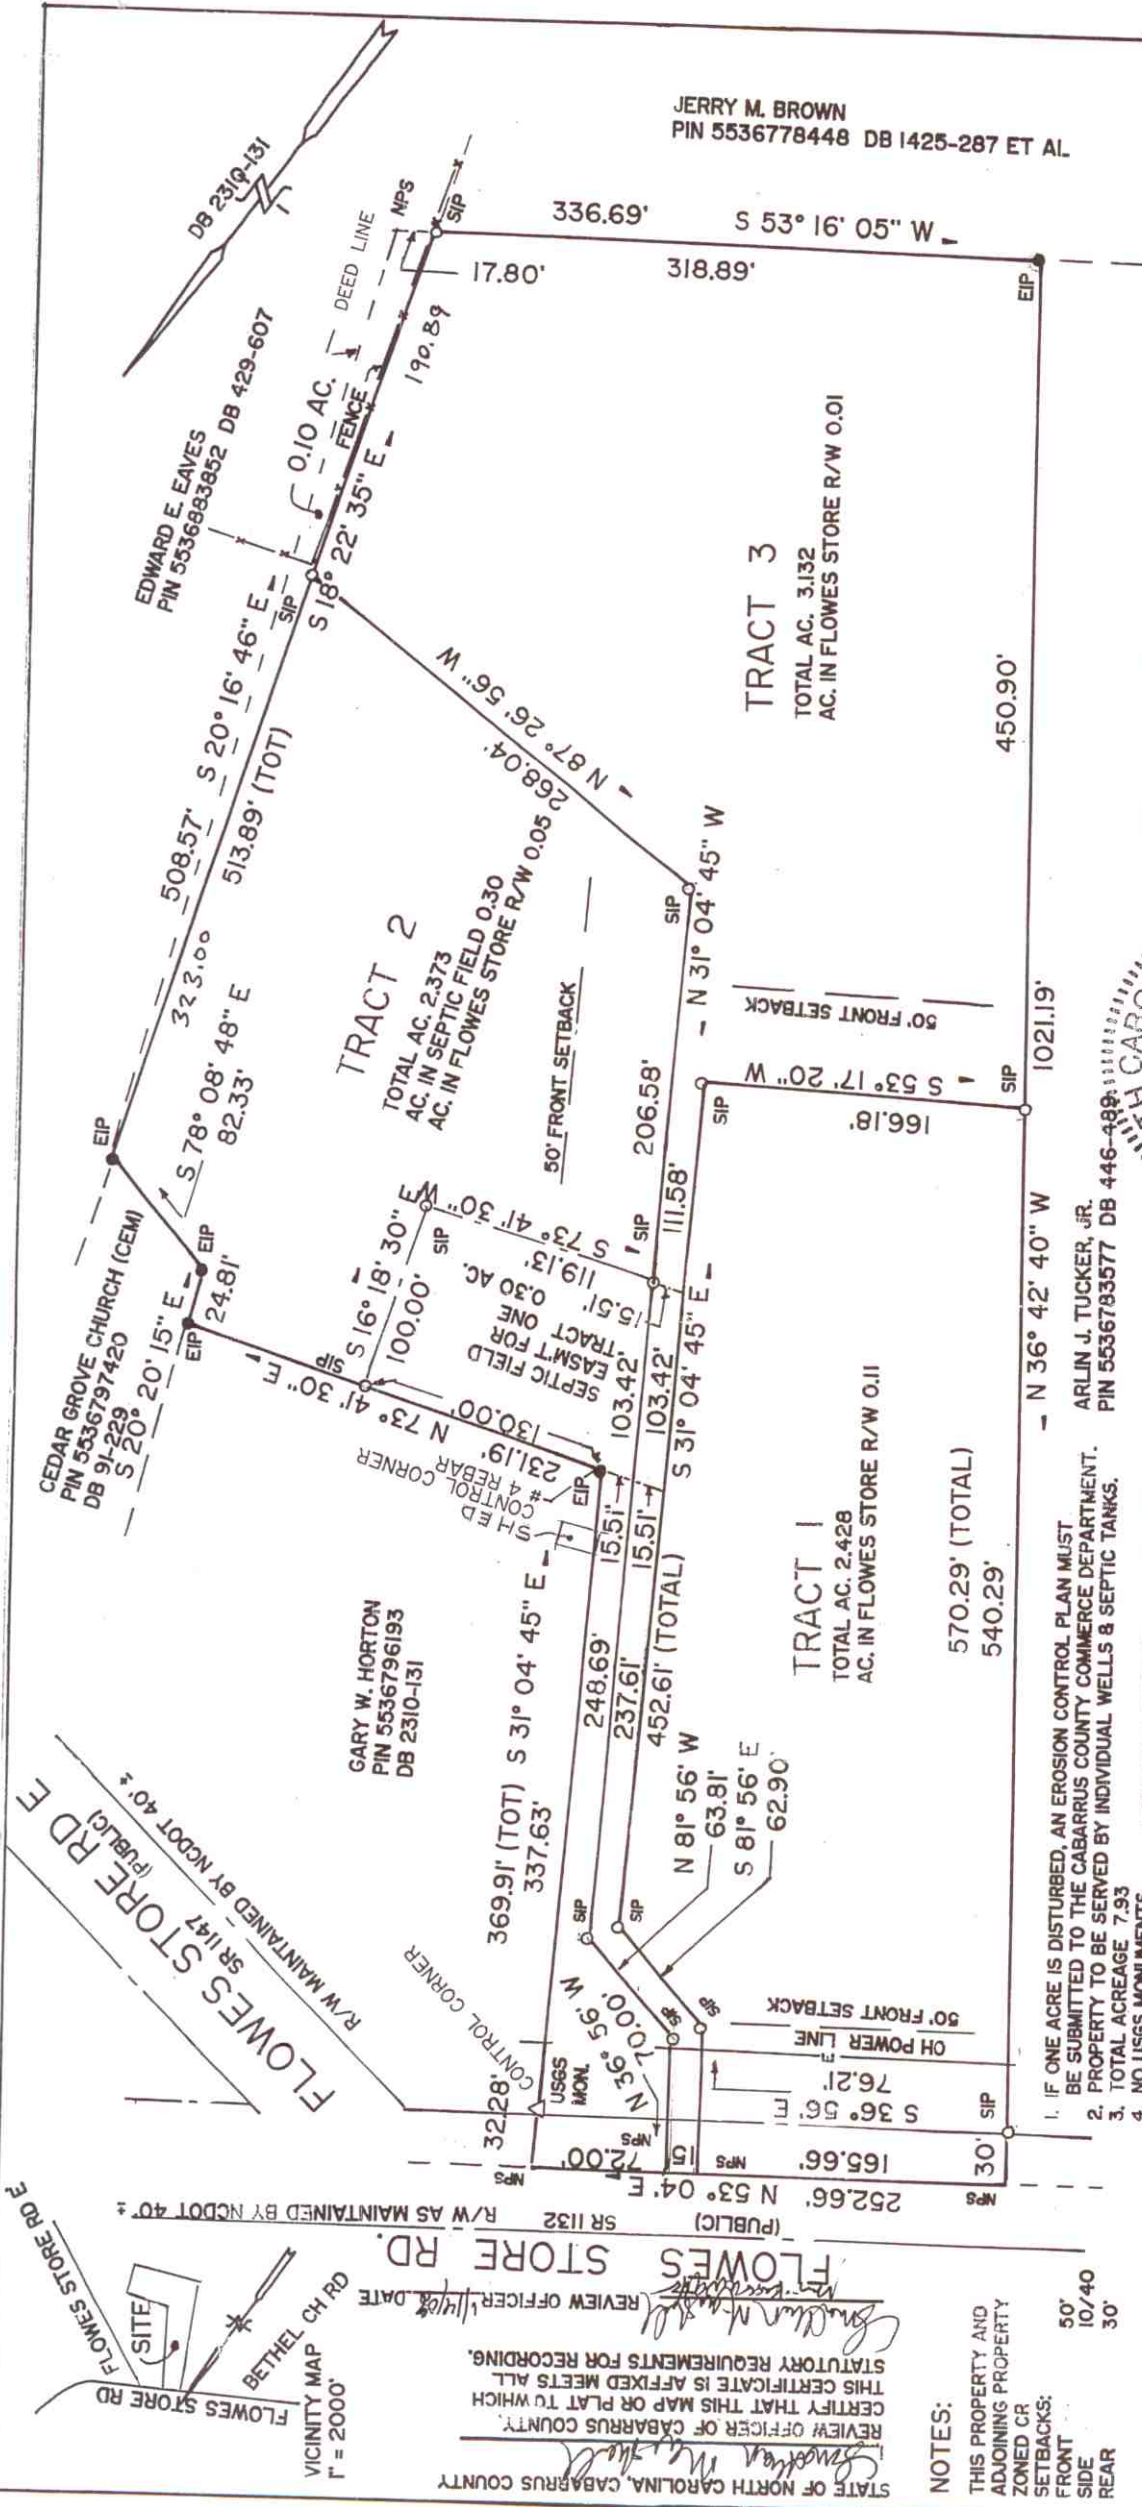 JERRY M. BROWN
PIN 5536778448 DB 1425-287 ET AL
DB 2310-131
EDWARD E. EAVES
PIN 5536883852 DB 429-607
DEED LINE
NPS
SIP
0.10 AC.
FENCE
17.80'
190.89
336.69'
S 53° 16' 05" W
318.89'
EIP
S 18° 22' 35" E
SIP
508.57' S 20° 16' 46" E
513.89' (TOT)
323.00
N 87° 26' 56" W
268.04'
TRACT 3
TOTAL AC. 3.132
AC. IN FLOWES STORE R/W 0.01
450.90'
TRACT 2
TOTAL AC. 2.373
AC. IN SEPTIC FIELD 0.30
AC. IN FLOWES STORE R/W 0.05
50' FRONT SETBACK
SIP
N 31° 04' 45" W
206.58'
50' FRONT SETBACK
S 53° 17' 20" W
166.18'
SIP
SIP
1021.19'
111.58'
EIP
S 78° 08' 48" E
82.33'
EIP
24.81'
EIP
CEDAR GROVE CHURCH (CEM)
PIN 5536797420
DB 91-229
S 20° 20' 15" E
S 16° 18' 30" E
100.00'
SIP
SIP
S 73° 41' 30" W
119.13'
SIP
15.51'
SEPTIC FIELD
EASM'T FOR
TRACT ONE
0.30 AC.
N 73° 41' 30" E
231.19'
130.00'
CONTROL CORNER
# 4 REBAR
EIP
SHED
103.42'
103.42'
S 31° 04' 45" E
15.51'
15.51'
GARY W. HORTON
PIN 5536796193
DB 2310-131
369.91' (TOT) S 31° 04' 45" E
337.63'
248.69'
237.61'
452.61' (TOTAL)
TRACT 1
TOTAL AC. 2.428
AC. IN FLOWES STORE R/W 0.11
570.29' (TOTAL)
540.29'
N 36° 42' 40" W
ARLIN J. TUCKER, JR.
PIN 5536783577 DB 446-489
H CARO
FLOWES STORE RD E
(PUBLIC)
SR 1147
R/W MAINTAINED BY NCDOT 40'±
CONTROL CORNER
USGS
MON.
32.28'
N 36° 56' W
70.00'
N 81° 56' W
63.81'
S 81° 56' E
62.90'
SIP
SIP
SIP
SIP
50' FRONT SETBACK
OH POWER LINE
E
76.21'
S 36° 56' E
SIP
30'
NPS
NPS
NPS
NPS
72.00'
15'
165.66'
252.66'
N 53° 04' E
FLOWES STORE RD.
(PUBLIC) SR 1132 R/W AS MAINTAINED BY NCDOT 40'±
FLOWES STORE RD E
SITE
BETHEL CH RD
FLOWES STORE RD
VICINITY MAP
1" = 2000'
STATE OF NORTH CAROLINA, CABARRUS COUNTY
REVIEW OFFICER OF CABARRUS COUNTY,
CERTIFY THAT THIS MAP OR PLAT TO WHICH
THIS CERTIFICATE IS AFFIXED MEETS ALL
STATUTORY REQUIREMENTS FOR RECORDING.
REVIEW OFFICER DATE
NOTES:
THIS PROPERTY AND
ADJOINING PROPERTY
ZONED CR
SETBACKS:
FRONT 50'
SIDE 10/40
REAR 30'
1. IF ONE ACRE IS DISTURBED, AN EROSION CONTROL PLAN MUST
BE SUBMITTED TO THE CABARRUS COUNTY COMMERCE DEPARTMENT.
2. PROPERTY TO BE SERVED BY INDIVIDUAL WELLS & SEPTIC TANKS.
3. TOTAL ACREAGE 7.93
4. NO USGS MONUMENTS